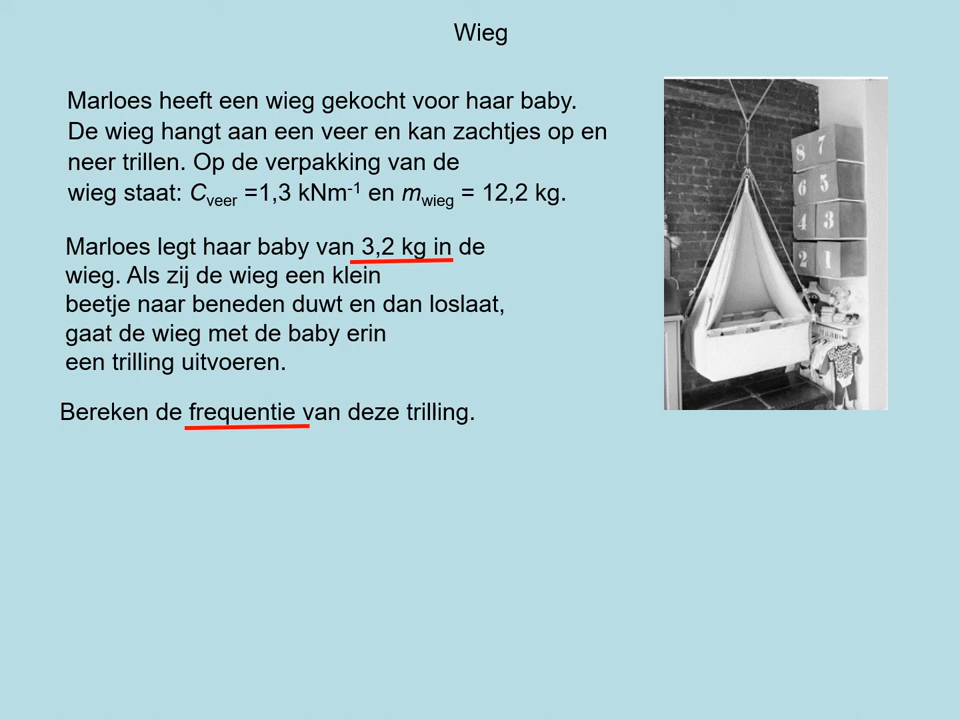 Wieg
Marloes heeft een wieg gekocht voor haar baby.
De wieg hangt aan een veer en kan zachtjes op en
neer trillen. Op de verpakking van de
wieg staat: Cveer =1,3 kNm-1 en mwieg = 12,2 kg.
Marloes legt haar baby van 3,2 kg in de
wieg. Als zij de wieg een klein
beetje naar beneden duwt en dan loslaat,
gaat de wieg met de baby erin
een trilling uitvoeren.
Bereken de frequentie van deze trilling.
8 7
6 5
4 3
2 1